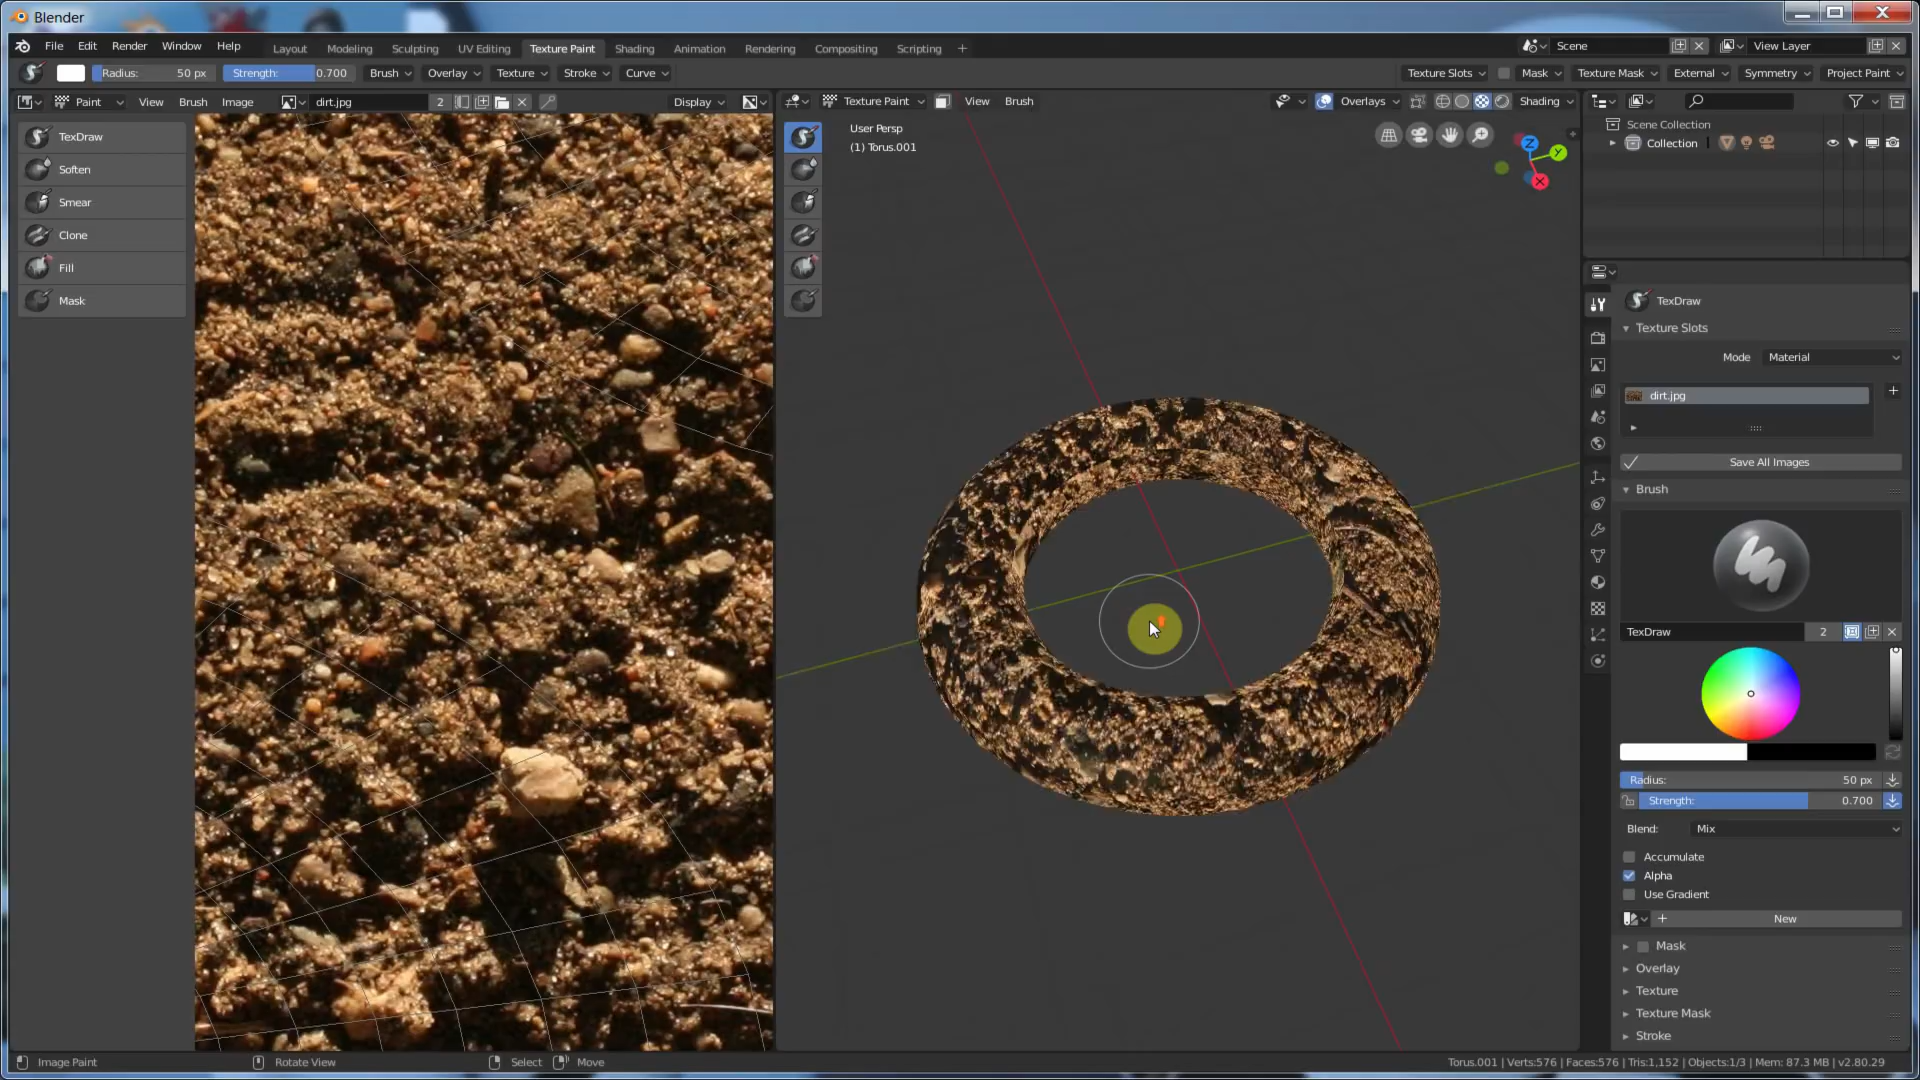 Blender
File Edit Render Window Help
Layout Modeling Sculpting UV Editing Texture Paint Shading Animation Rendering Compositing Scripting +
Scene
View Layer
Radius: 50 px Strength: 0.700 Brush Overlay Texture Stroke Curve
Texture Slots Mask Texture Mask External Symmetry Project Paint
Paint View Brush Image dirt.jpg 2 Display
Texture Paint View Brush Overlays Shading
TexDraw
Soften
Smear
Clone
Fill
Mask
User Persp
(1) Torus.001
Z
Y
X
Scene Collection
Collection
TexDraw
Texture Slots
Mode Material
dirt.jpg
Save All Images
Brush
TexDraw 2
Radius: 50 px
Strength: 0.700
Blend: Mix
Accumulate
Alpha
Use Gradient
+ New
Mask
Overlay
Texture
Texture Mask
Stroke
Image Paint Rotate View Select Move
Torus.001 | Verts:576 | Faces:576 | Tris:1,152 | Objects:1/3 | Mem: 87.3 MB | v2.80.29